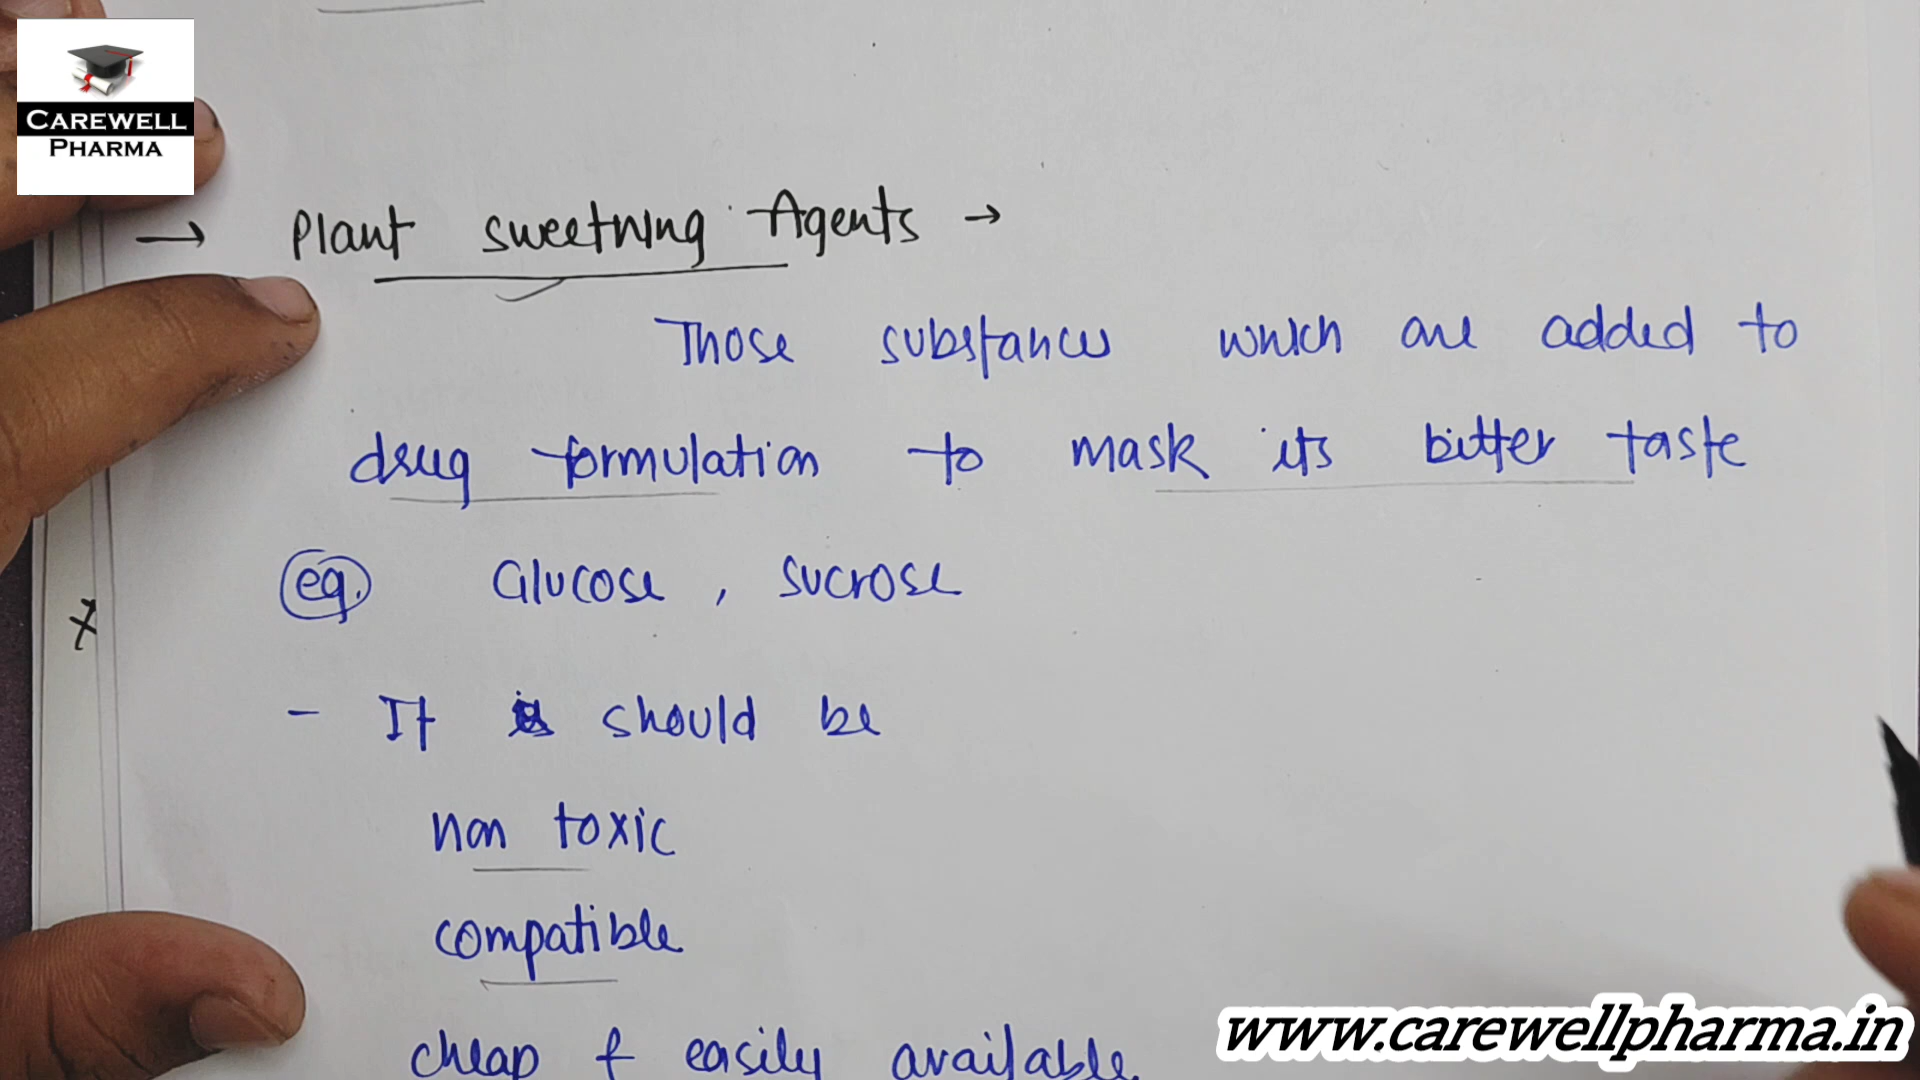 CAREWELL
PHARMA
→ Plant sweetning Agents →
Those substances which are added to
drug formulation to mask its bitter taste
eg. Glucose, sucrose
- It should be
non toxic
compatible
cheap & easily available
www.carewellpharma.in